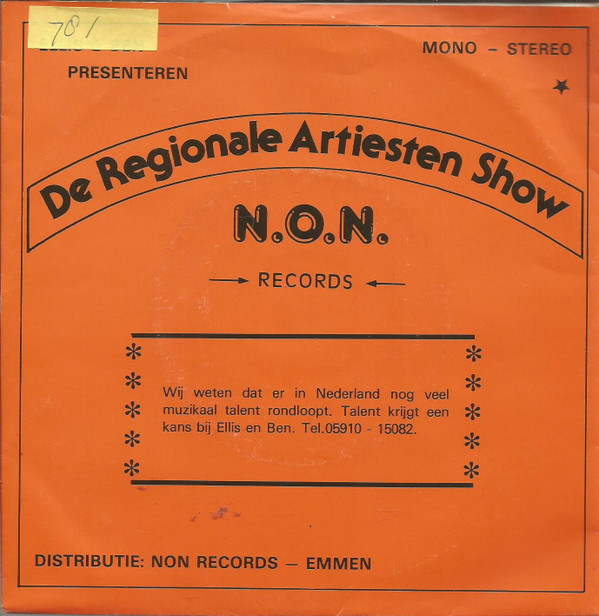 781
PRESENTEREN
MONO – STEREO
De Regionale Artiesten Show
N.O.N.
RECORDS
Wij weten dat er in Nederland nog veel
muzikaal talent rondloopt. Talent krijgt een
kans bij Ellis en Ben. Tel.05910 - 15082.
DISTRIBUTIE: NON RECORDS – EMMEN